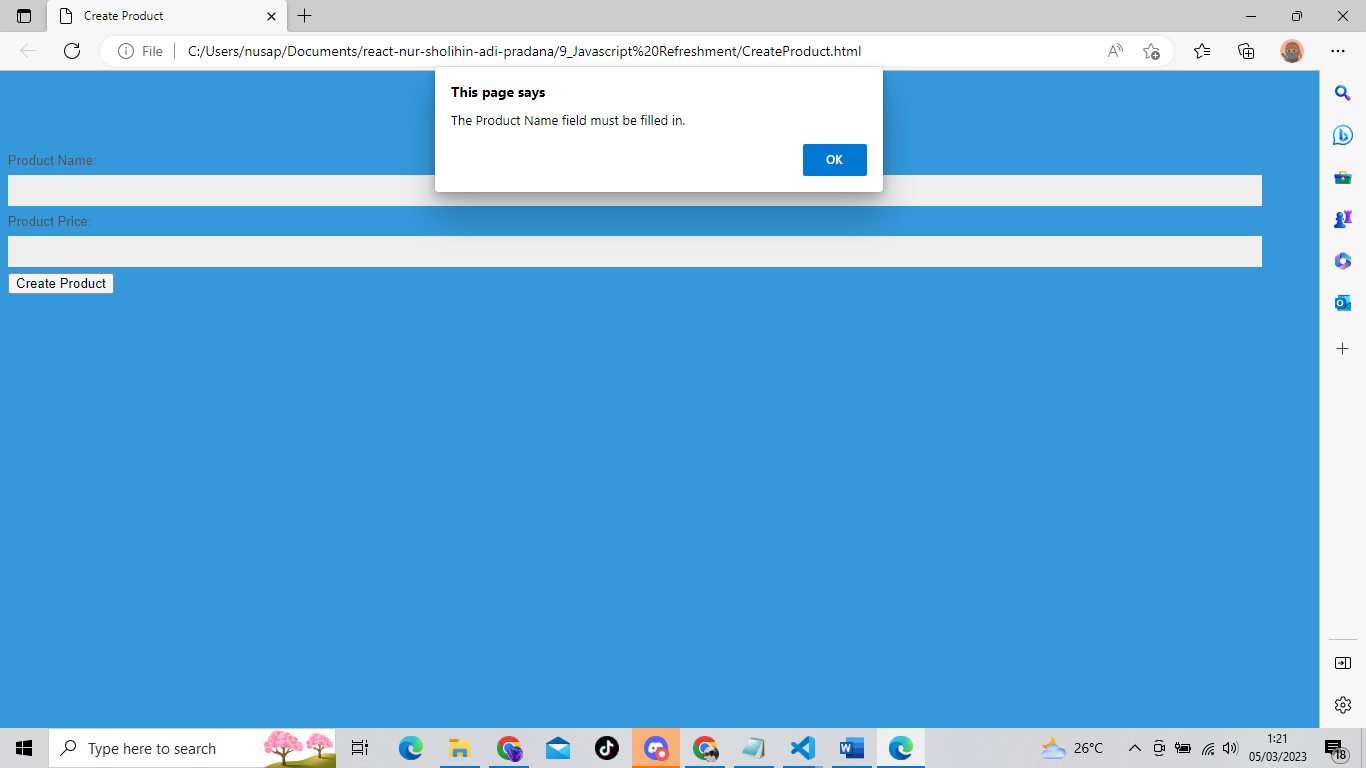 Create Product
File
C:/Users/nusap/Documents/react-nur-sholihin-adi-pradana/9_Javascript%20Refreshment/CreateProduct.html
This page says
The Product Name field must be filled in.
OK
Product Name:
Product Price:
Create Product
Type here to search
26°C
1:21
05/03/2023
18